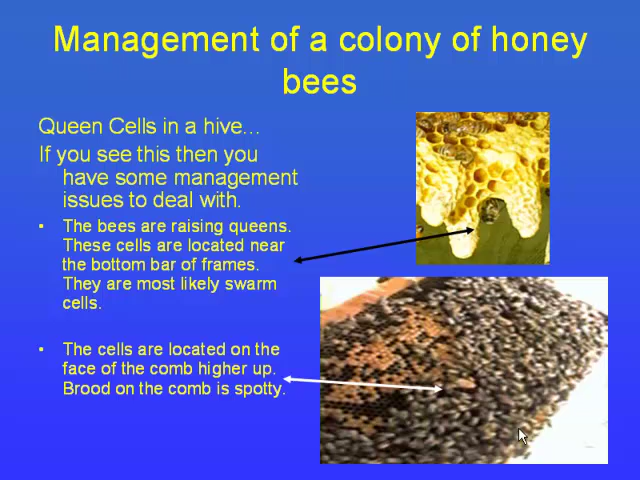 Management of a colony of honey
bees
Queen Cells in a hive...
If you see this then you
have some management
issues to deal with.
• The bees are raising queens.
These cells are located near
the bottom bar of frames.
They are most likely swarm
cells.
• The cells are located on the
face of the comb higher up.
Brood on the comb is spotty.